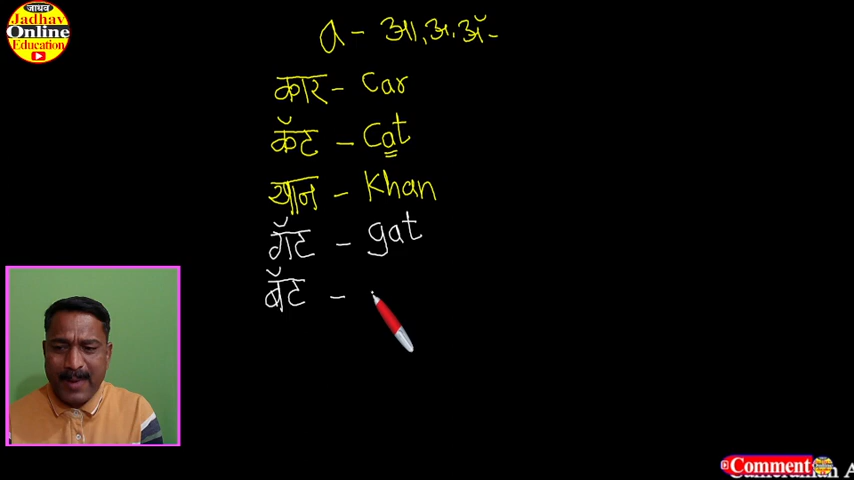 जाधव
Jadhav
Online
Education
a - आ, अ, ॲ -
कार - Car
कॅट - Cat
खान - Khan
गॅट - gat
बॅट -
Comment